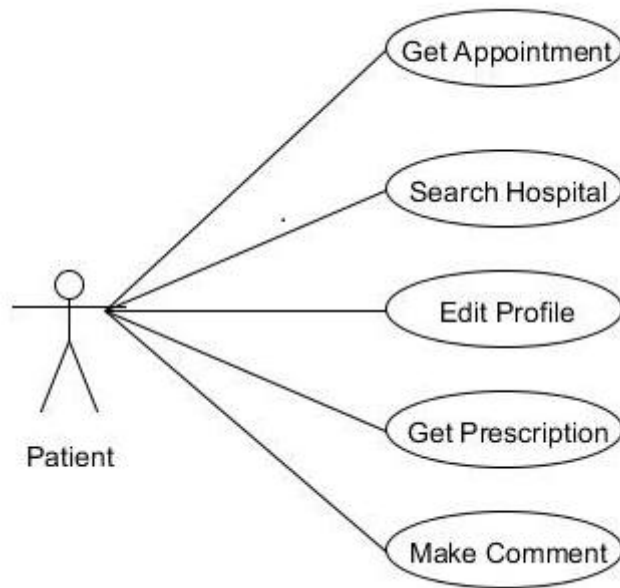 Get Appointment
Search Hospital
Edit Profile
Get Prescription
Patient
Make Comment